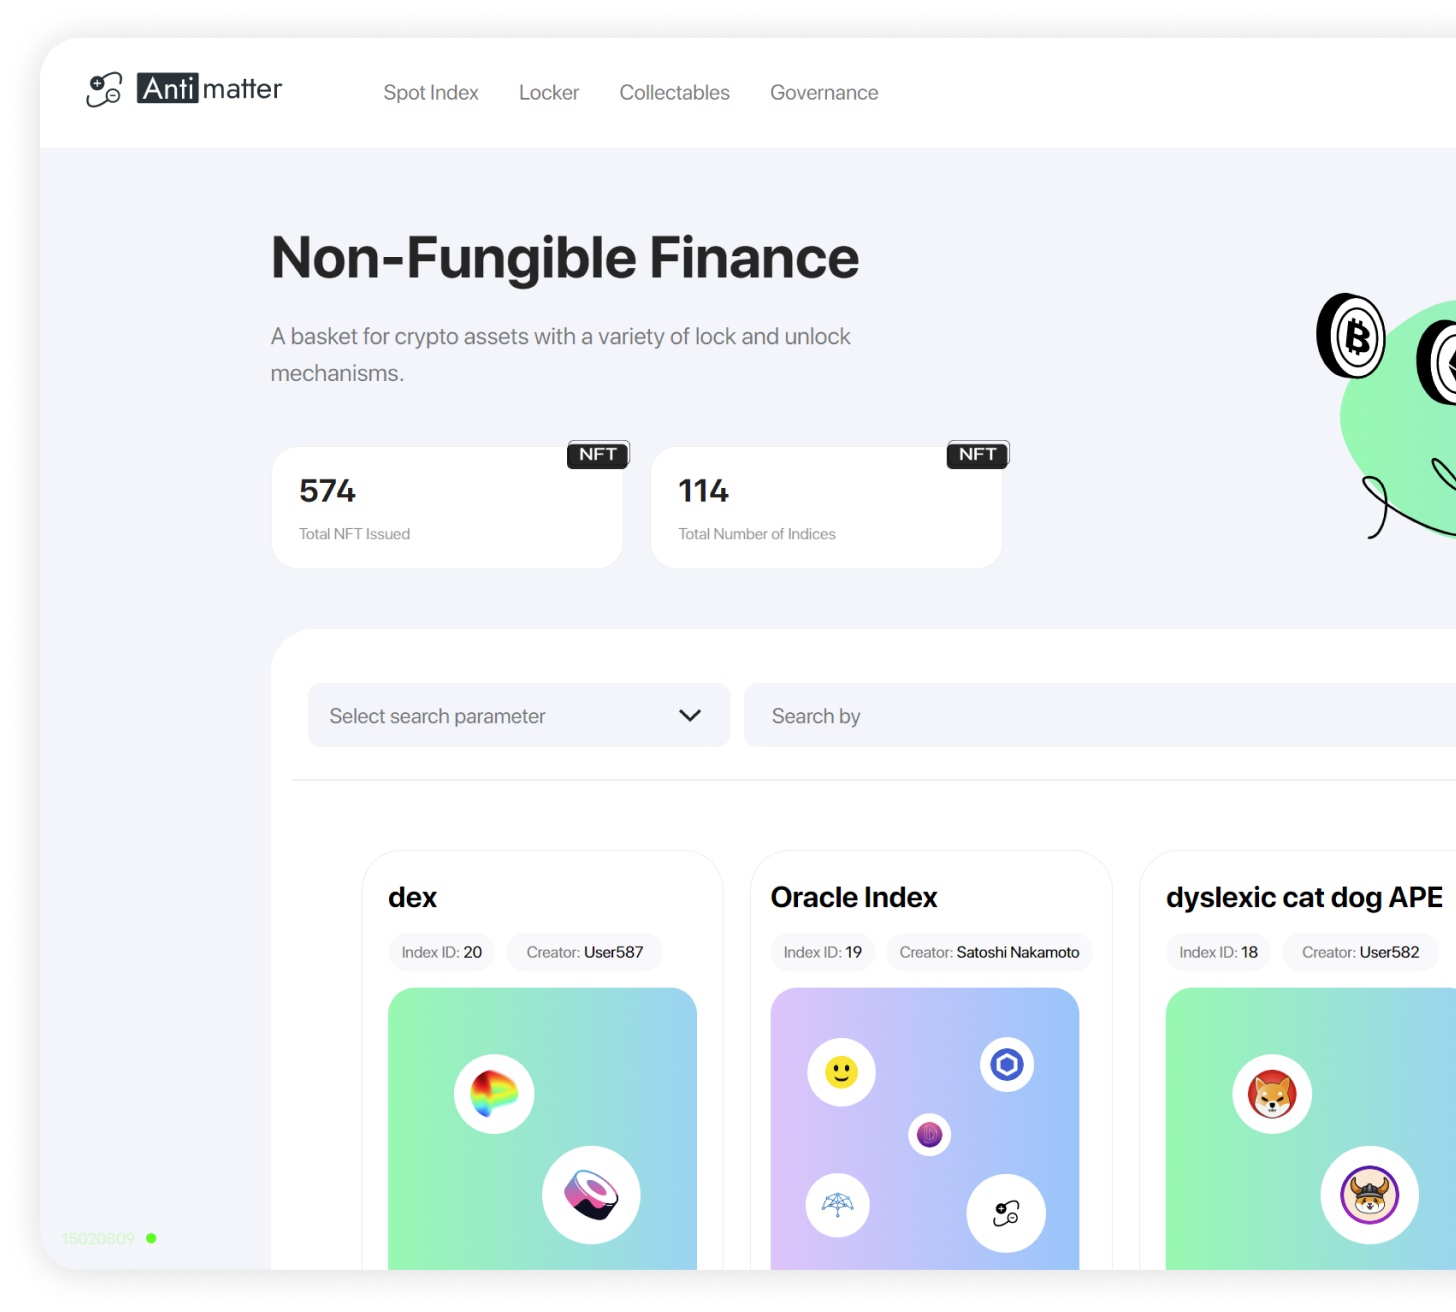 Antimatter
Spot Index
Locker
Collectables
Governance
Non-Fungible Finance
A basket for crypto assets with a variety of lock and unlock
mechanisms.
NFT
574
Total NFT Issued
NFT
114
Total Number of Indices
Select search parameter
Search by
dex
Index ID: 20
Creator: User587
Oracle Index
Index ID: 19
Creator: Satoshi Nakamoto
dyslexic cat dog APE
Index ID: 18
Creator: User582
15020809